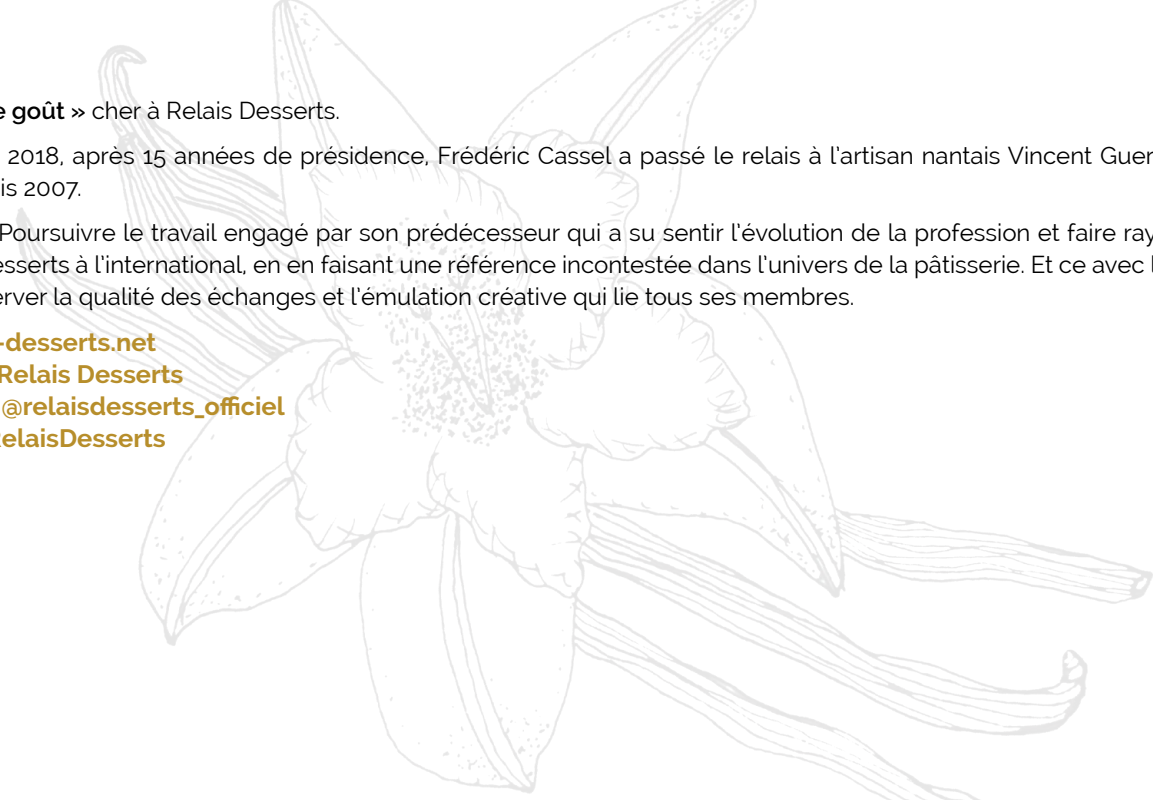 e goût » cher à Relais Desserts.
2018, après 15 années de présidence, Frédéric Cassel a passé le relais à l'artisan nantais Vincent Guer
is 2007.
Poursuivre le travail engagé par son prédécesseur qui a su sentir l'évolution de la profession et faire ray
esserts à l'international, en en faisant une référence incontestée dans l'univers de la pâtisserie. Et ce avec l
erver la qualité des échanges et l'émulation créative qui lie tous ses membres.
-desserts.net
Relais Desserts
@relaisdesserts_officiel
elaisDesserts